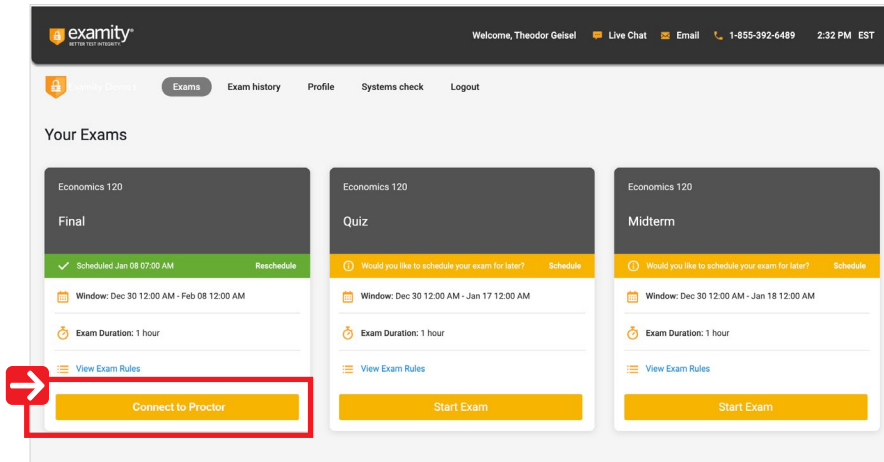 examity®
BETTER TEST INTEGRITY
Welcome, Theodor Geisel Live Chat Email 1-855-392-6489 2:32 PM EST
Exams Exam history Profile Systems check Logout
Your Exams
Economics 120
Final
Scheduled Jan 08 07:00 AM Reschedule
Window: Dec 30 12:00 AM - Feb 08 12:00 AM
Exam Duration: 1 hour
View Exam Rules
Connect to Proctor
Economics 120
Quiz
Would you like to schedule your exam for later? Schedule
Window: Dec 30 12:00 AM - Jan 17 12:00 AM
Exam Duration: 1 hour
View Exam Rules
Start Exam
Economics 120
Midterm
Would you like to schedule your exam for later? Schedule
Window: Dec 30 12:00 AM - Jan 18 12:00 AM
Exam Duration: 1 hour
View Exam Rules
Start Exam